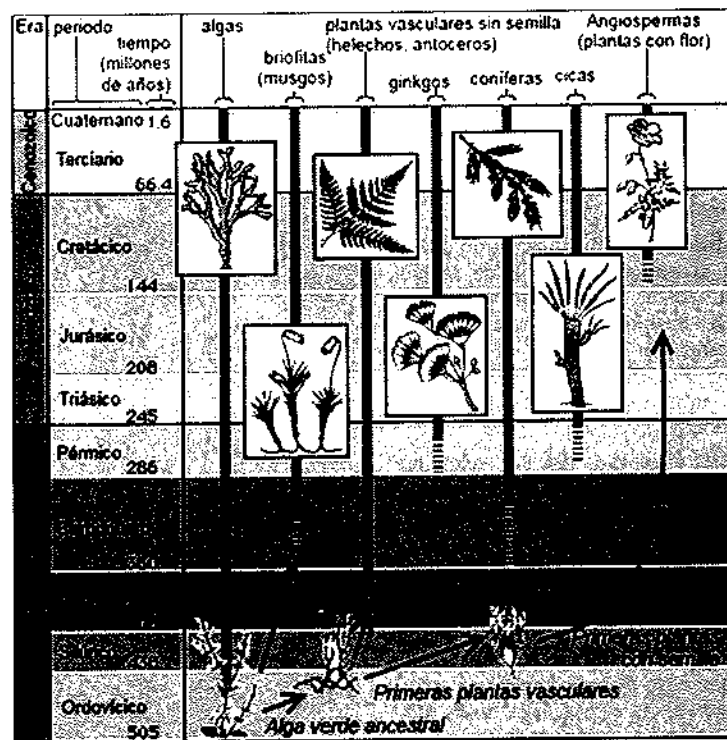 Era
periodo
tiempo
(millones
de años)
algas
briofitas
(musgos)
plantas vasculares sin semilla
(helechos, antoceros)
ginkgos
coníferas
cicas
Angiospermas
(plantas con flor)
Cenozoico
Cuaternario 1.6
Terciario
66.4
Cretácico
144
Jurásico
208
Triásico
245
Pérmico
286
Primeras plantas vasculares
Ordovícico
505
Alga verde ancestral